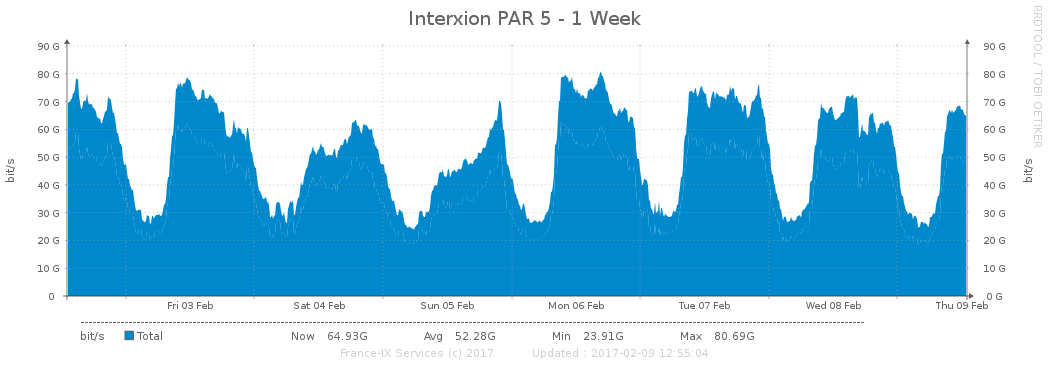 Interxion PAR 5 - 1 Week
RRDTOOL / TOBI OETIKER
bit/s
bit/s
90 G 90 G
80 G 80 G
70 G 70 G
60 G 60 G
50 G 50 G
40 G 40 G
30 G 30 G
20 G 20 G
10 G 10 G
0 0 G
Fri 03 Feb Sat 04 Feb Sun 05 Feb Mon 06 Feb Tue 07 Feb Wed 08 Feb Thu 09 Feb
bit/s Total Now 64.93G Avg 52.28G Min 23.91G Max 80.69G
France-IX Services (c) 2017 Updated : 2017-02-09 12:55:04